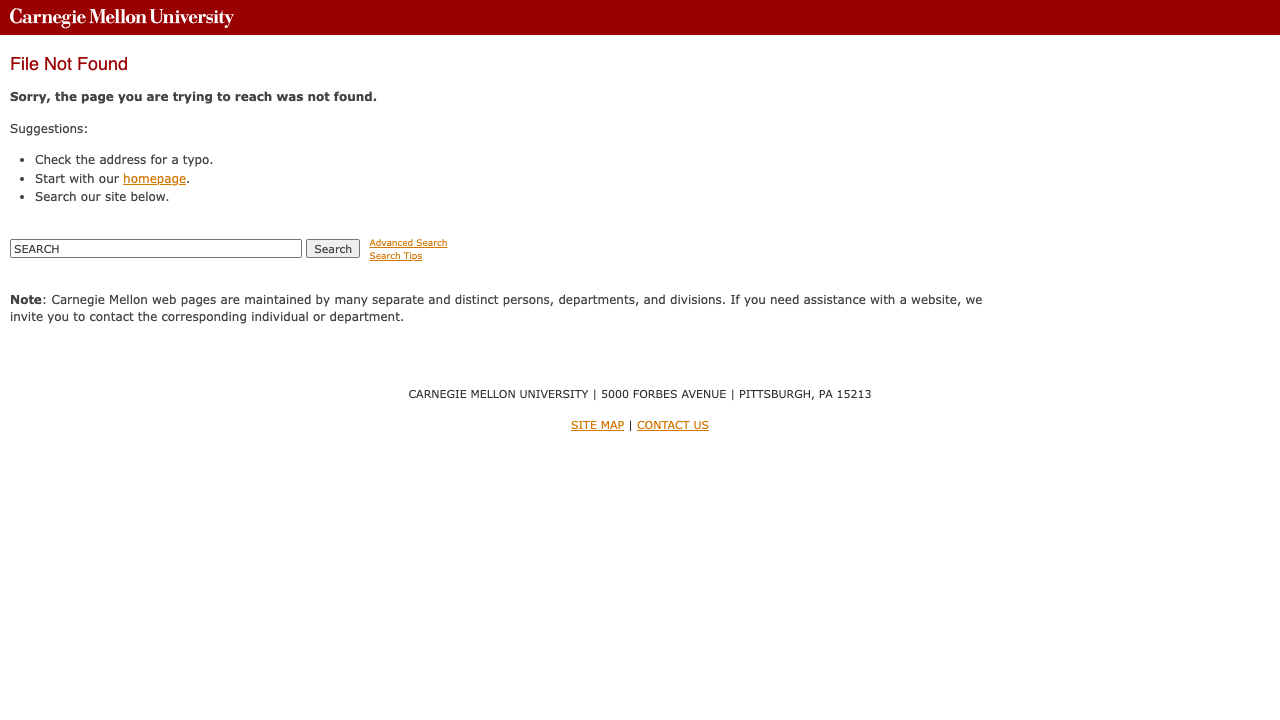 Carnegie Mellon University
File Not Found
Sorry, the page you are trying to reach was not found.
Suggestions:
• Check the address for a typo.
• Start with our homepage.
• Search our site below.
SEARCH Search Advanced Search
Search Tips
Note: Carnegie Mellon web pages are maintained by many separate and distinct persons, departments, and divisions. If you need assistance with a website, we
invite you to contact the corresponding individual or department.
CARNEGIE MELLON UNIVERSITY | 5000 FORBES AVENUE | PITTSBURGH, PA 15213
SITE MAP | CONTACT US